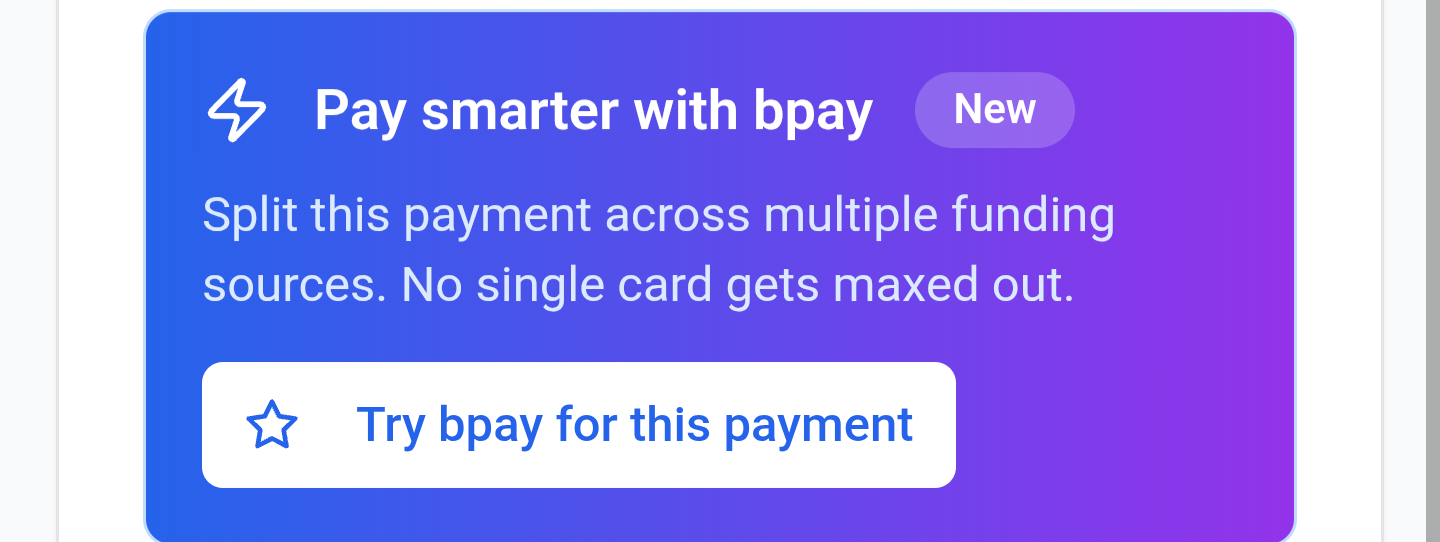 Pay smarter with bpay New
Split this payment across multiple funding
sources. No single card gets maxed out.
Try bpay for this payment